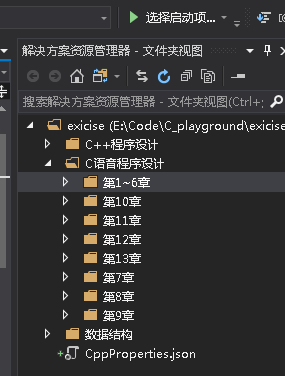 选择启动项...
解决方案资源管理器 - 文件夹视图
搜索解决方案资源管理器 - 文件夹视图(Ctrl+;
exicise (E:\Code\C_playground\exicise
C++程序设计
C语音程序设计
第1~6章
第10章
第11章
第12章
第13章
第7章
第8章
第9章
数据结构
CppProperties.json